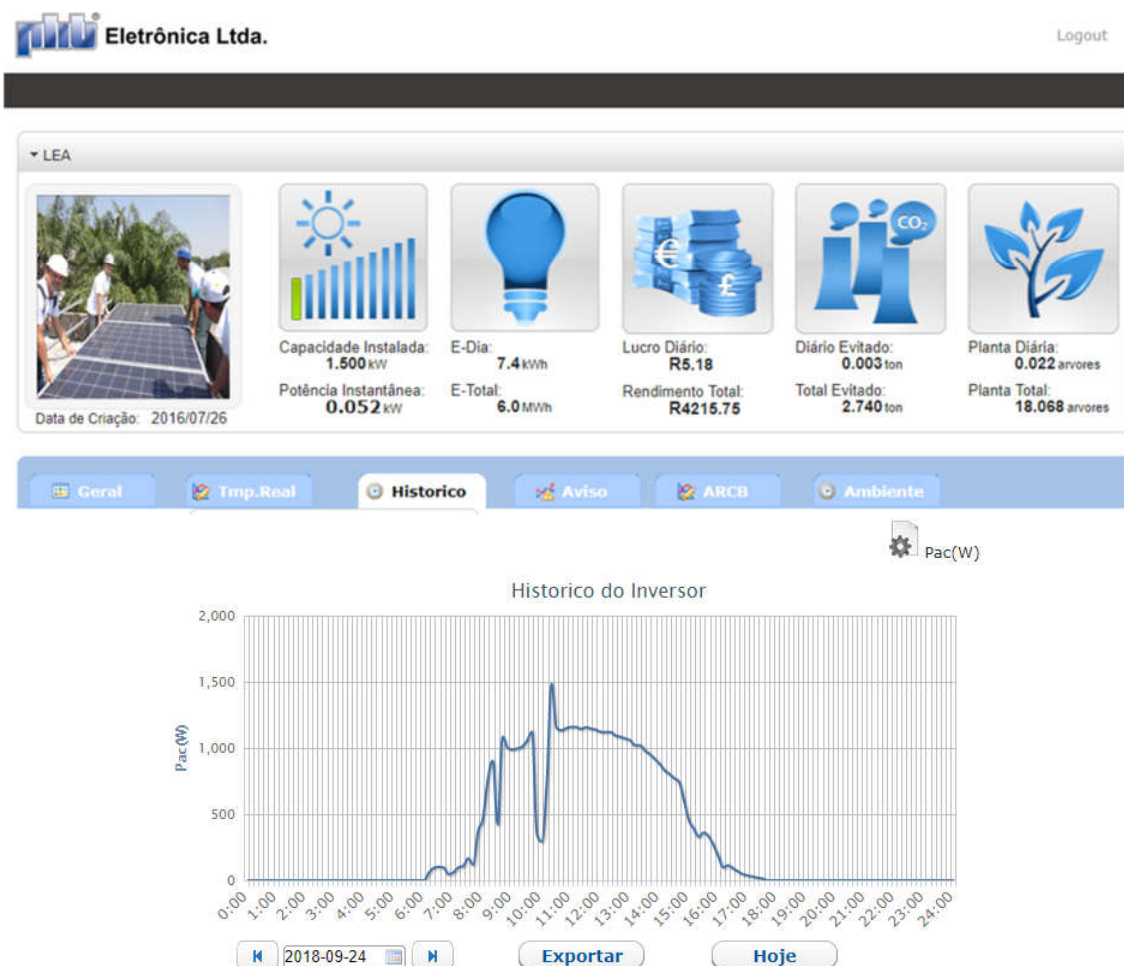 PHB Eletrônica Ltda.
Logout
LEA
Data de Criação: 2016/07/26
Capacidade Instalada:
1.500 kW
Potência Instantânea:
0.052 kW
E-Dia:
7.4 kWh
E-Total:
6.0 MWh
€
£
Lucro Diário:
R5.18
Rendimento Total:
R4215.75
CO₂
Diário Evitado:
0.003 ton
Total Evitado:
2.740 ton
Planta Diária:
0.022 arvores
Planta Total:
18.068 arvores
Geral Tmp.Real Historico Aviso ARCB Ambiente
Pac(W)
Historico do Inversor
Pac(W)
2,000
1,500
1,000
500
0
0:00 1:00 2:00 3:00 4:00 5:00 6:00 7:00 8:00 9:00 10:00 11:00 12:00 13:00 14:00 15:00 16:00 17:00 18:00 19:00 20:00 21:00 22:00 23:00 24:00
2018-09-24 Exportar Hoje